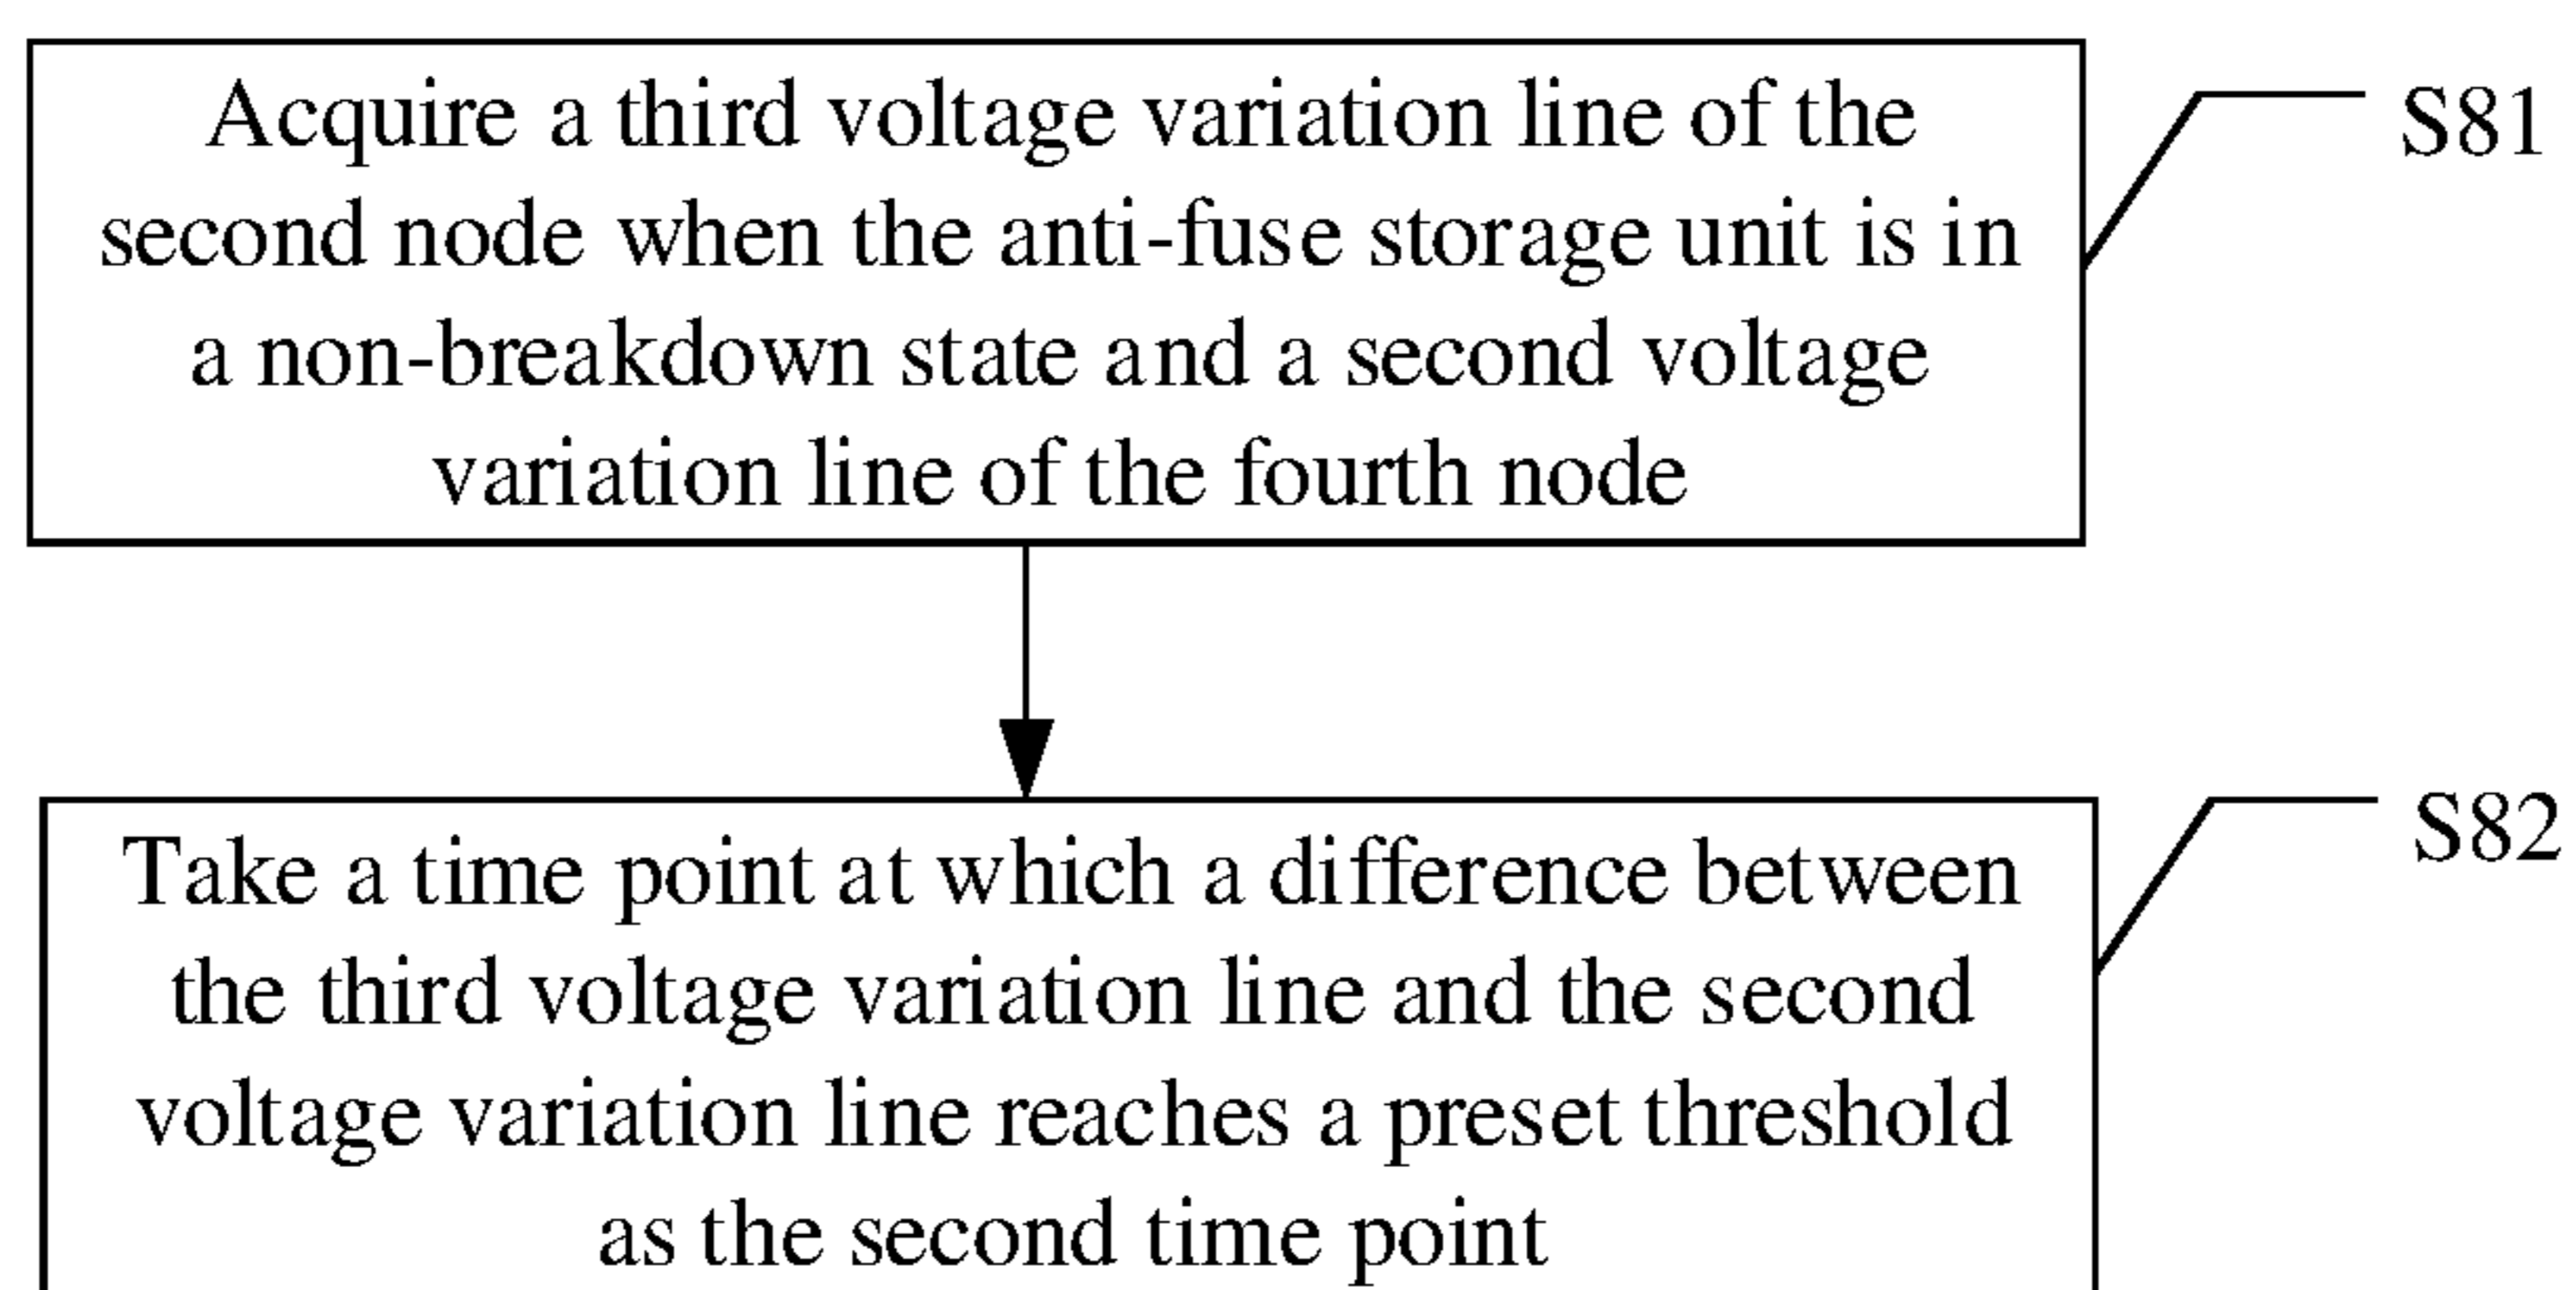 Acquire a third voltage variation line of the
second node when the anti-fuse storage unit is in
a non-breakdown state and a second voltage
variation line of the fourth node
S81
Take a time point at which a difference between
the third voltage variation line and the second
voltage variation line reaches a preset threshold
as the second time point
S82